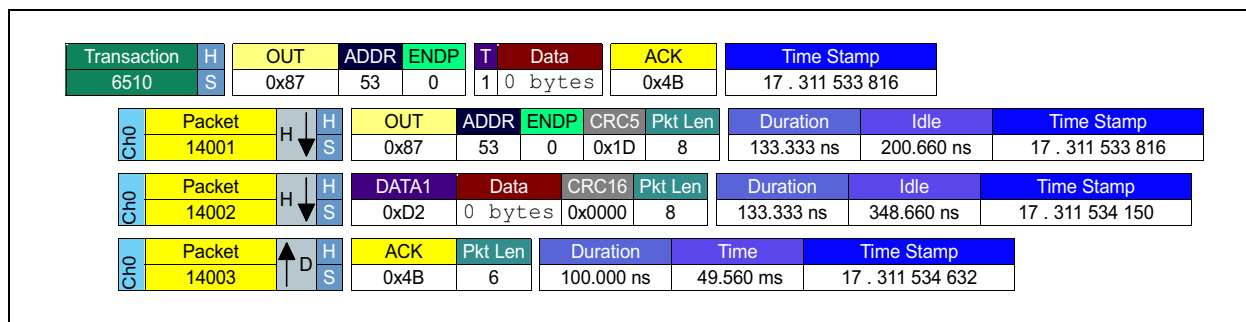 Transaction H OUT ADDR ENDP T Data ACK Time Stamp
6510 S 0x87 53 0 1 0 bytes 0x4B 17 . 311 533 816
Ch0 Packet H H OUT ADDR ENDP CRC5 Pkt Len Duration Idle Time Stamp
14001 S 0x87 53 0 0x1D 8 133.333 ns 200.660 ns 17 . 311 533 816
Ch0 Packet H H DATA1 Data CRC16 Pkt Len Duration Idle Time Stamp
14002 S 0xD2 0 bytes 0x0000 8 133.333 ns 348.660 ns 17 . 311 534 150
Ch0 Packet D H ACK Pkt Len Duration Time Time Stamp
14003 S 0x4B 6 100.000 ns 49.560 ms 17 . 311 534 632